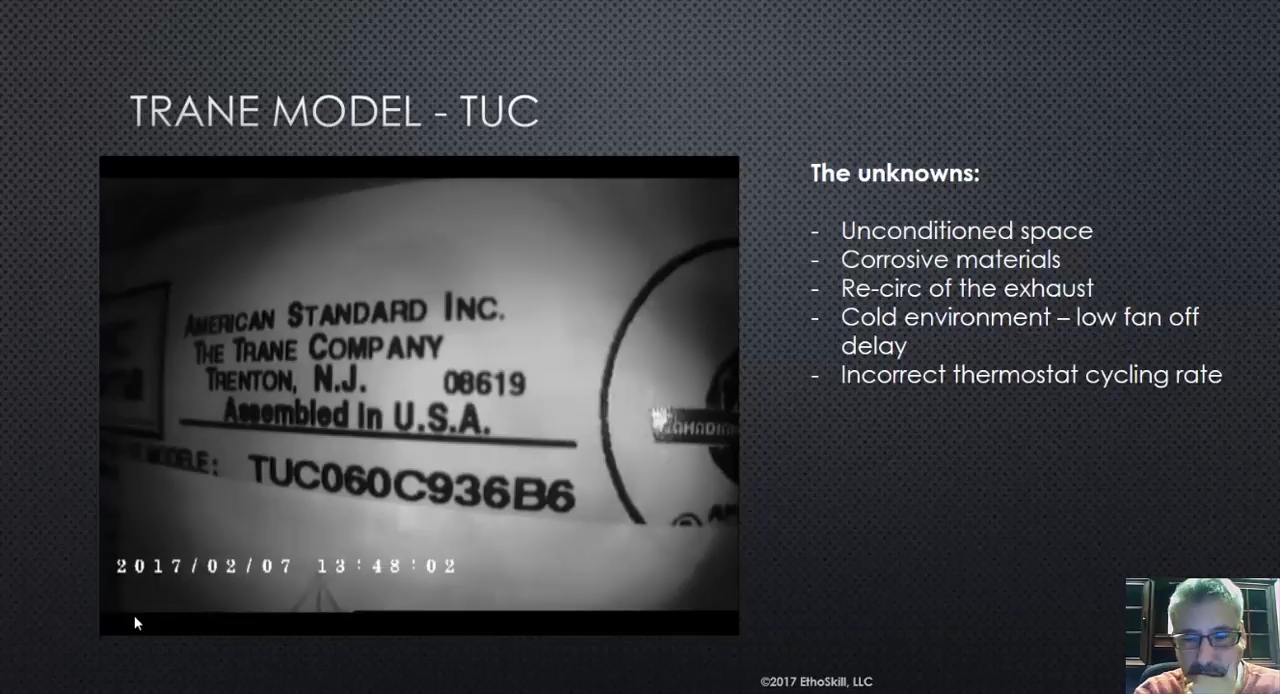 TRANE MODEL - TUC
AMERICAN STANDARD INC.
THE TRANE COMPANY
TRENTON, N.J. 08619
Assembled in U.S.A.
MODELE: TUC060C936B6
2017/02/07 13:48:02
The unknowns:
- Unconditioned space
- Corrosive materials
- Re-circ of the exhaust
- Cold environment – low fan off
delay
- Incorrect thermostat cycling rate
©2017 EthoSkill, LLC